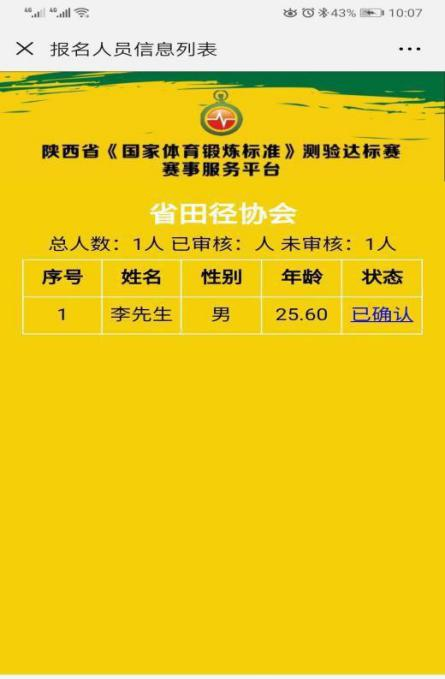 4G 4G 43% 10:07
报名人员信息列表
陕西省《国家体育锻炼标准》测验达标赛
赛事服务平台
省田径协会
总人数：1人 已审核：人 未审核：1人
序号 姓名 性别 年龄 状态
1 李先生 男 25.60 已确认